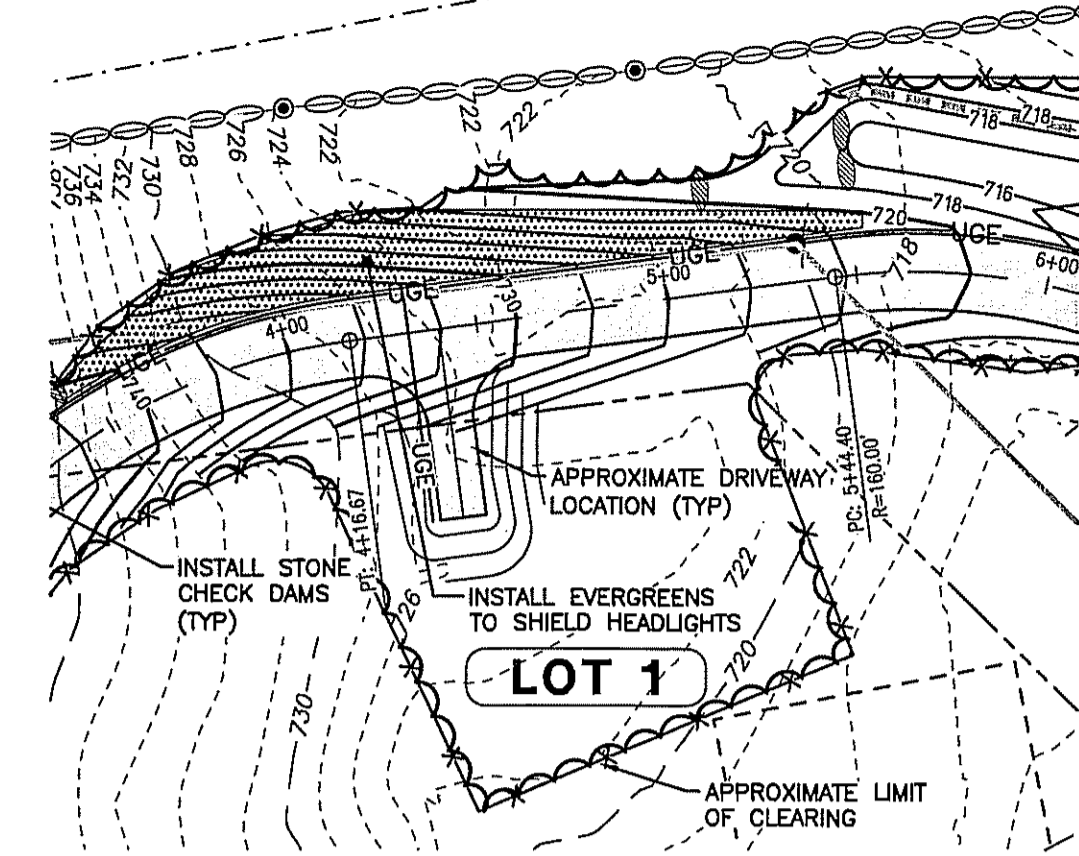 722
722
722
724
726
728
730
732
734
736
720
718
718
716
718
720
718
UGE
UGE
UGE
UGE
UGE
4+00
5+00
6+00
730
740
APPROXIMATE DRIVEWAY
LOCATION (TYP)
PC: 5+44.40
R=160.00'
PT: 4+16.67
INSTALL STONE
CHECK DAMS
(TYP)
726
722
720
730
INSTALL EVERGREENS
TO SHIELD HEADLIGHTS
LOT 1
APPROXIMATE LIMIT
OF CLEARING